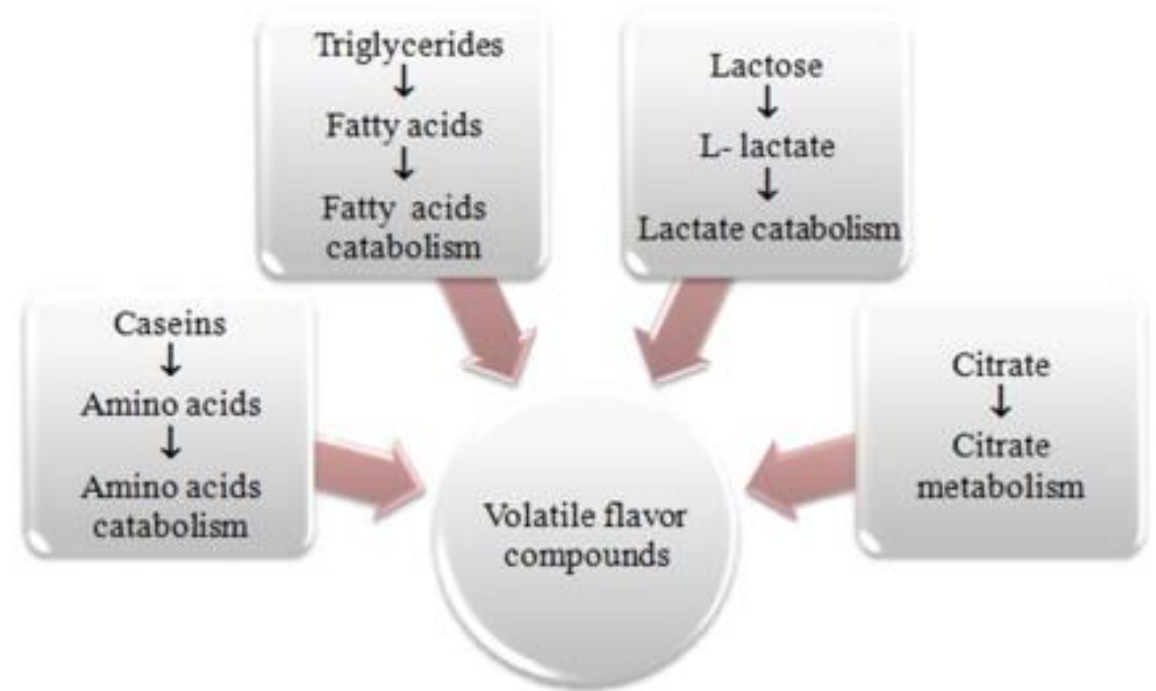 Triglycerides
↓
Fatty acids
↓
Fatty acids
catabolism
Lactose
↓
L- lactate
↓
Lactate catabolism
Caseins
↓
Amino acids
↓
Amino acids
catabolism
Citrate
↓
Citrate
metabolism
Volatile flavor
compounds